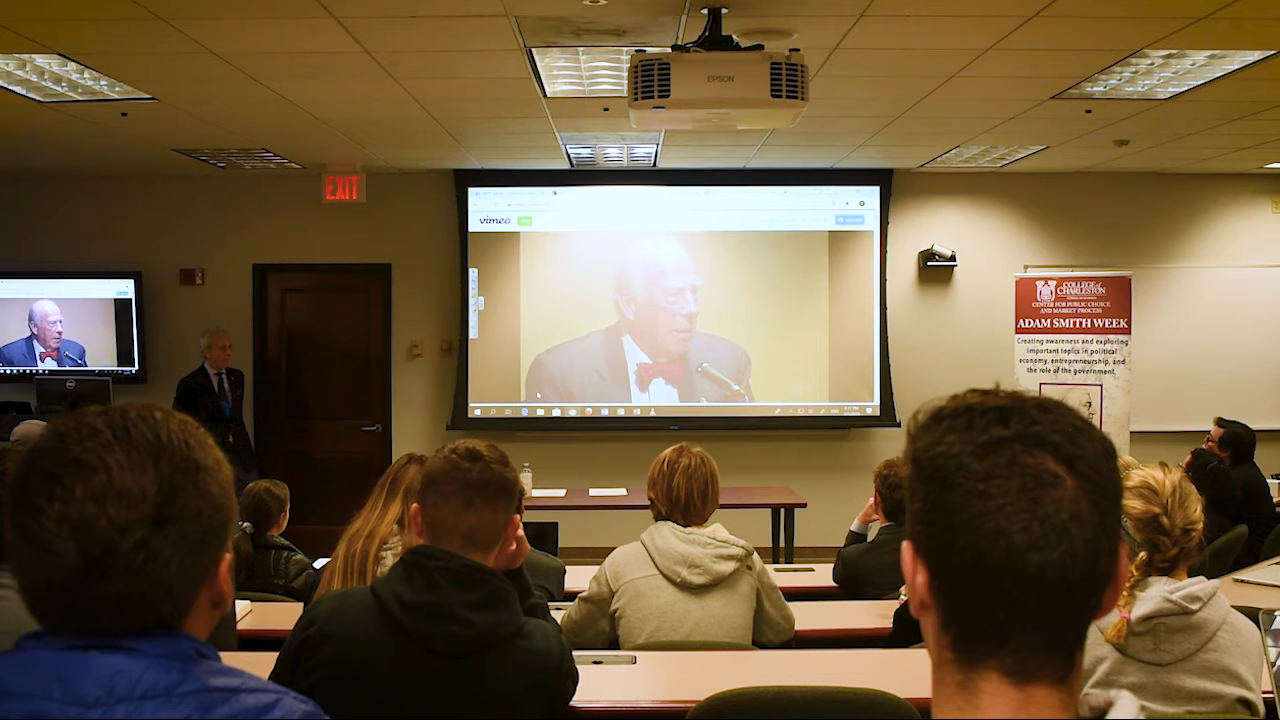 EPSON
EXIT
vimeo
COLLEGE of
CHARLESTON
CENTER FOR PUBLIC CHOICE
AND MARKET PROCESS
ADAM SMITH WEEK
Creating awareness and exploring
important topics in political
economy, entrepreneurship, and
the role of the government.
DELL